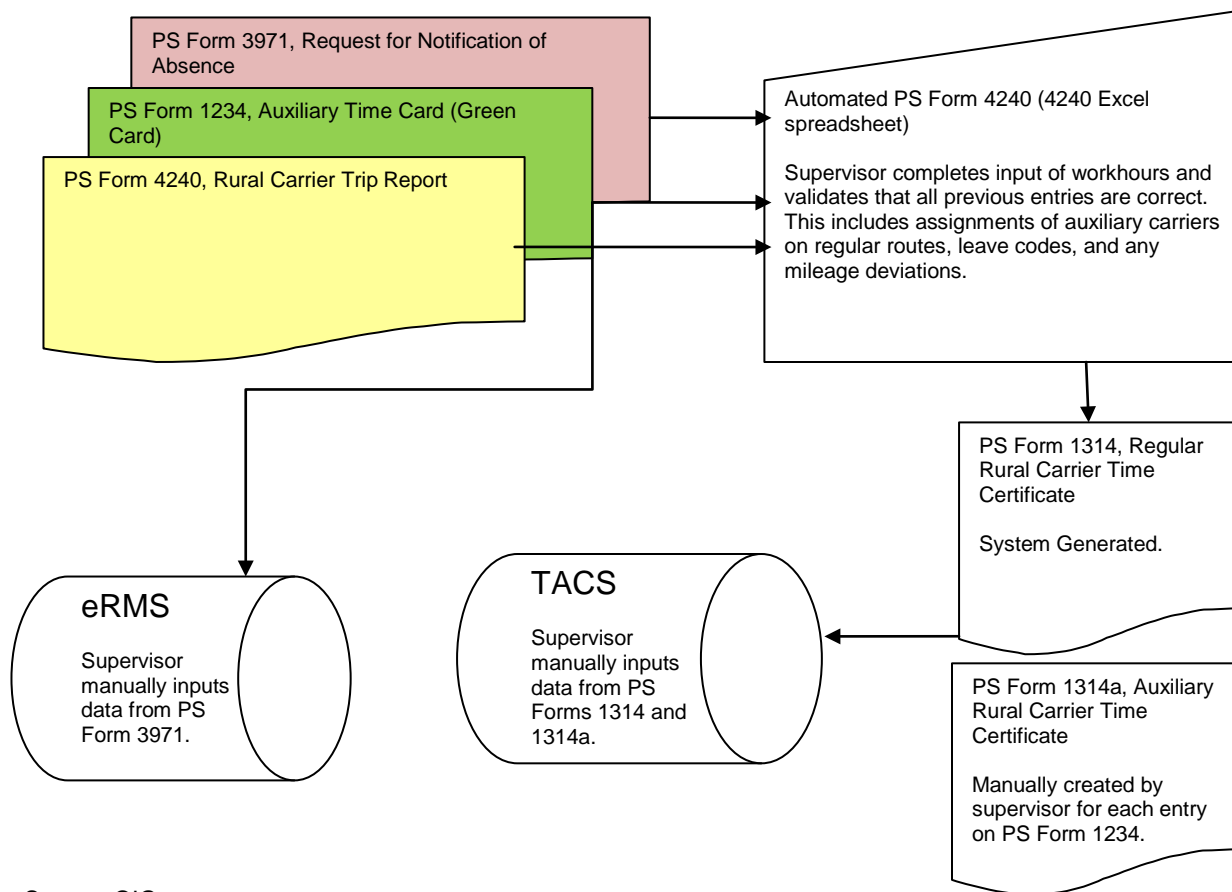 PS Form 3971, Request for Notification of
Absence
PS Form 1234, Auxiliary Time Card (Green
Card)
PS Form 4240, Rural Carrier Trip Report
Automated PS Form 4240 (4240 Excel
spreadsheet)
Supervisor completes input of workhours and
validates that all previous entries are correct.
This includes assignments of auxiliary carriers
on regular routes, leave codes, and any
mileage deviations.
PS Form 1314, Regular
Rural Carrier Time
Certificate
System Generated.
eRMS
Supervisor
manually inputs
data from PS
Form 3971.
TACS
Supervisor
manually inputs
data from PS
Forms 1314 and
1314a.
PS Form 1314a, Auxiliary
Rural Carrier Time
Certificate
Manually created by
supervisor for each entry
on PS Form 1234.